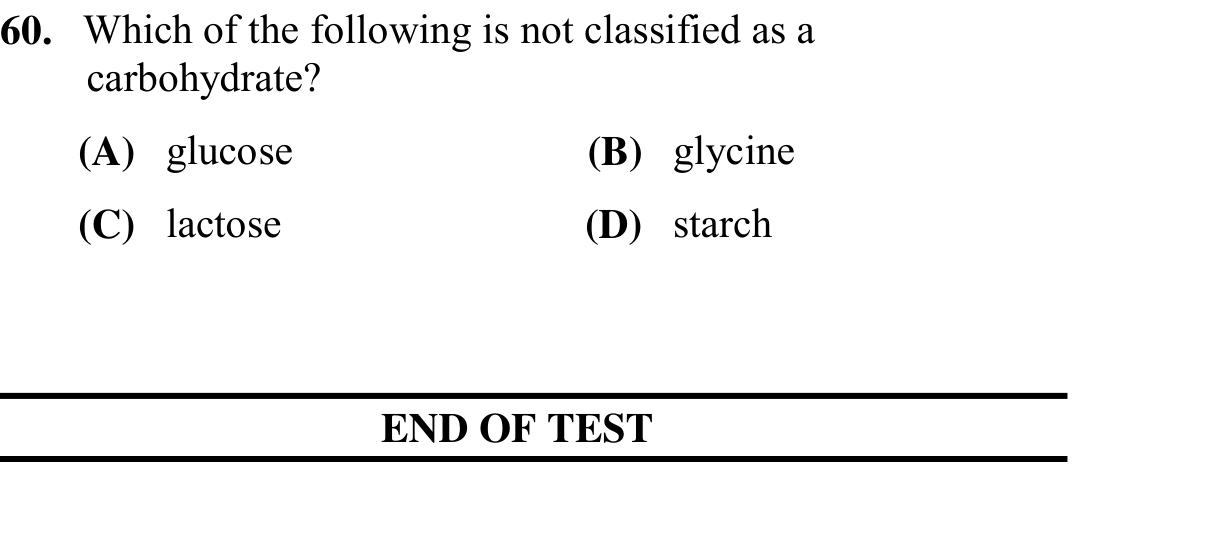 60. Which of the following is not classified as a
carbohydrate?
(A) glucose (B) glycine
(C) lactose (D) starch
END OF TEST